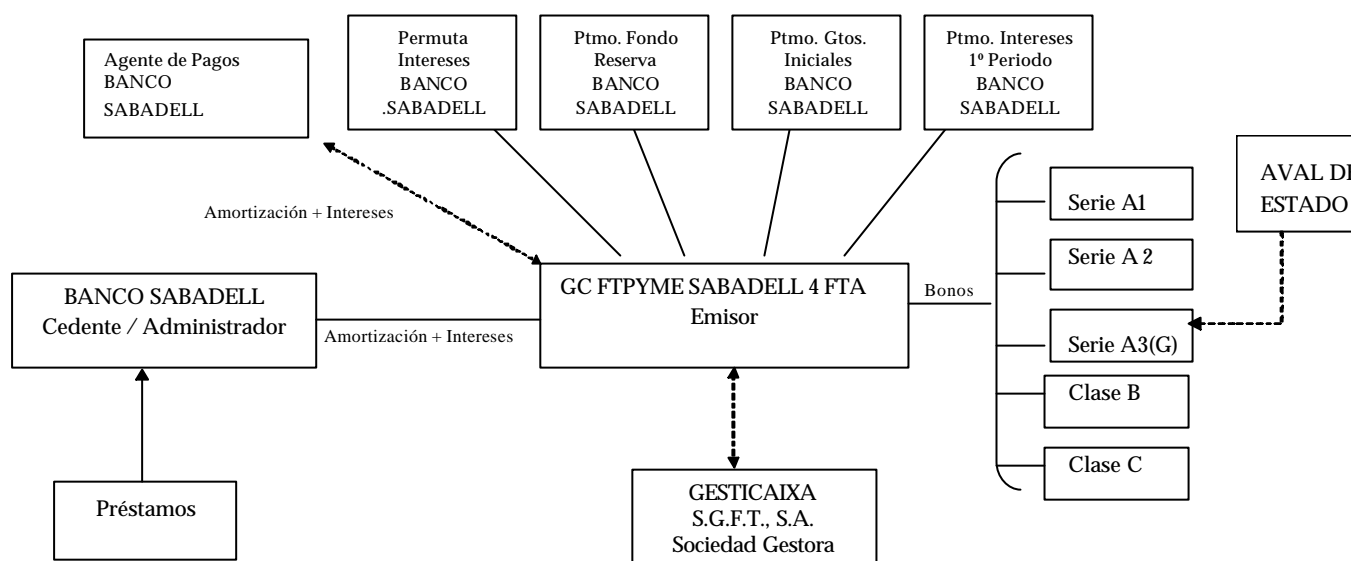 Agente de Pagos
BANCO
SABADELL
Permuta
Intereses
BANCO
.SABADELL
Ptmo. Fondo
Reserva
BANCO
SABADELL
Ptmo. Gtos.
Iniciales
BANCO
SABADELL
Ptmo. Intereses
1º Periodo
BANCO
SABADELL
Amortización + Intereses
BANCO SABADELL
Cedente / Administrador
Amortización + Intereses
GC FTPYME SABADELL 4 FTA
Emisor
Bonos
Serie A1
Serie A 2
Serie A3(G)
Clase B
Clase C
AVAL DE
ESTADO
Préstamos
GESTICAIXA
S.G.F.T., S.A.
Sociedad Gestora